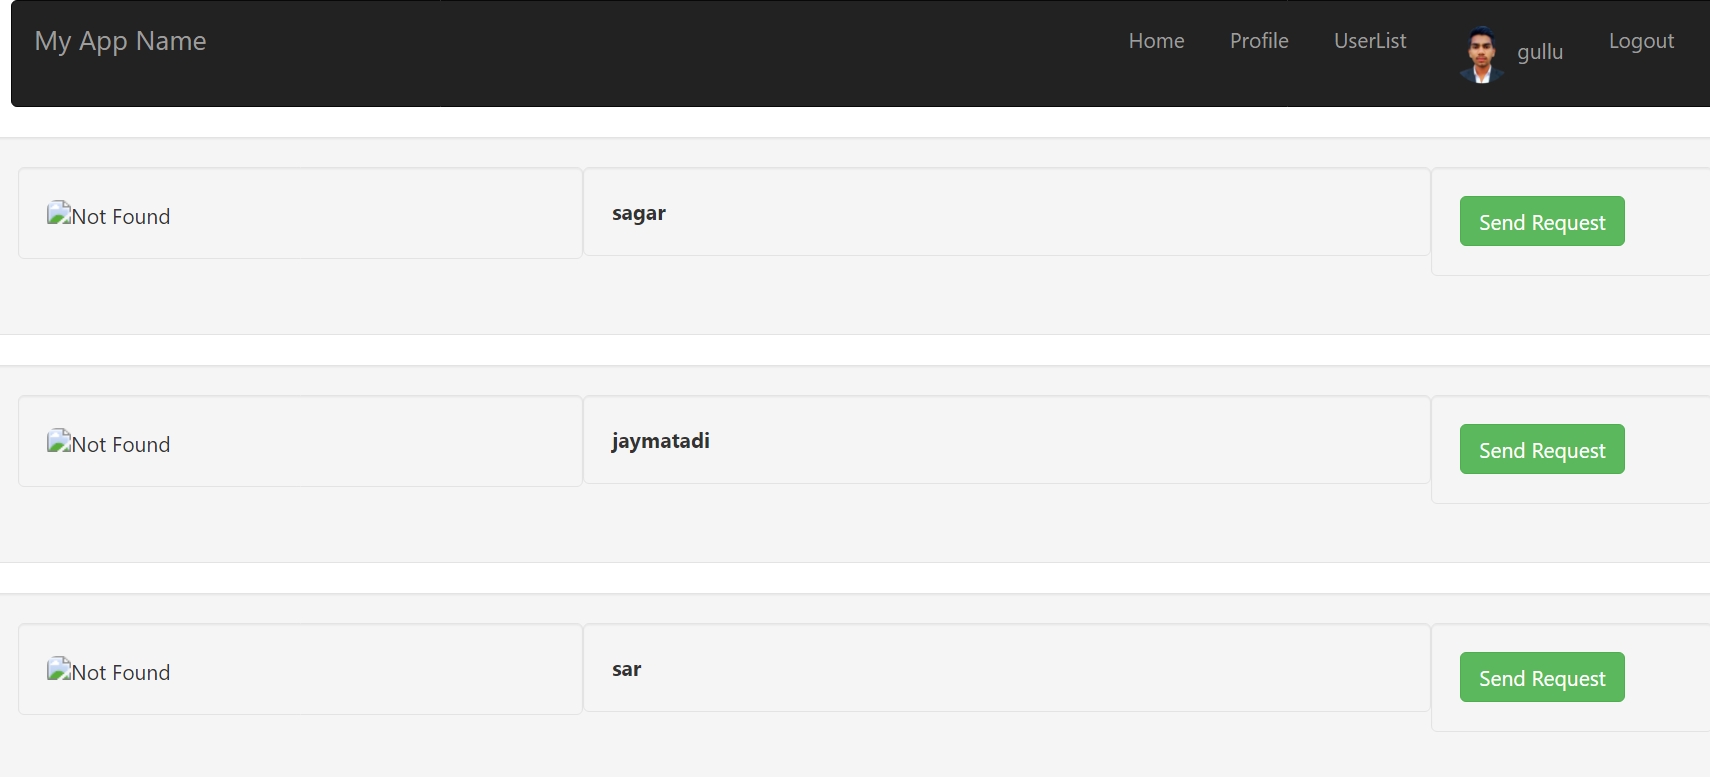 My App Name Home Profile UserList gullu Logout
Not Found sagar Send Request
Not Found jaymatadi Send Request
Not Found sar Send Request